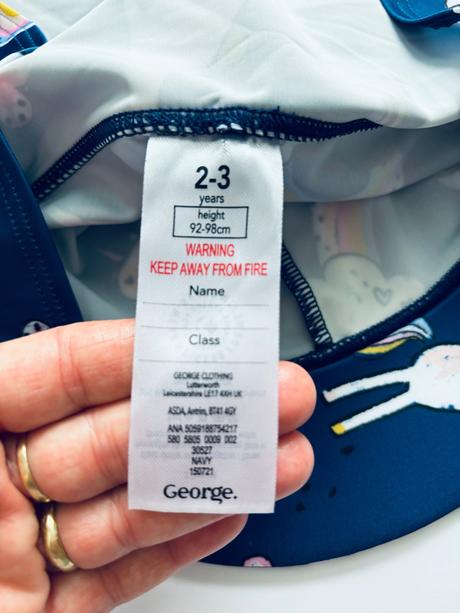 2-3
years
height
92-98cm
WARNING
KEEP AWAY FROM FIRE
Name
Class
GEORGE CLOTHING
Lutterworth
Leicestershire LE17 4XH UK
ASDA, Antrim, BT41 4GY
ANA 5059188754217
580 5805 0009 002
30527
NAVY
150721
George.